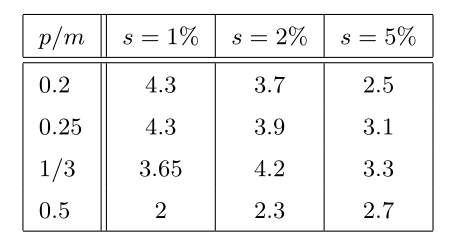 p/m s = 1% s = 2% s = 5%
0.2 4.3 3.7 2.5
0.25 4.3 3.9 3.1
1/3 3.65 4.2 3.3
0.5 2 2.3 2.7